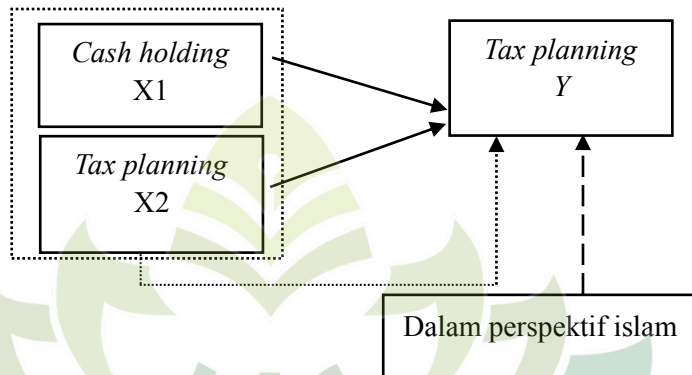 Cash holding
X1
Tax planning
X2
Tax planning
Y
Dalam perspektif islam